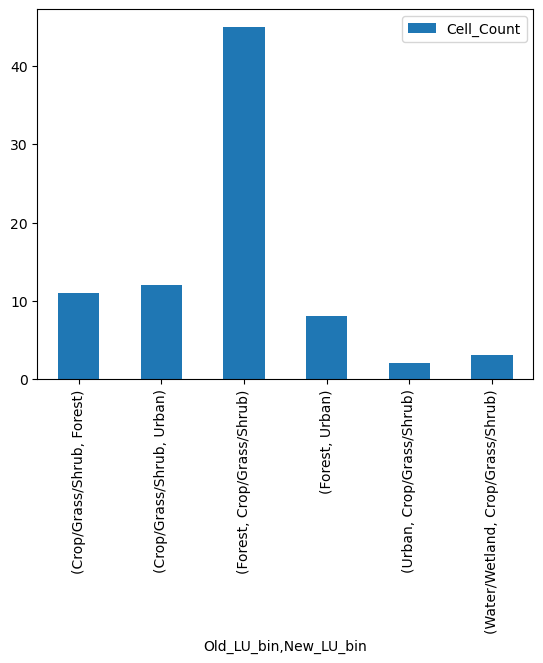 Cell_Count
40
30
20
10
0
(Crop/Grass/Shrub, Forest)
(Crop/Grass/Shrub, Urban)
(Forest, Crop/Grass/Shrub)
(Forest, Urban)
(Urban, Crop/Grass/Shrub)
(Water/Wetland, Crop/Grass/Shrub)
Old_LU_bin,New_LU_bin